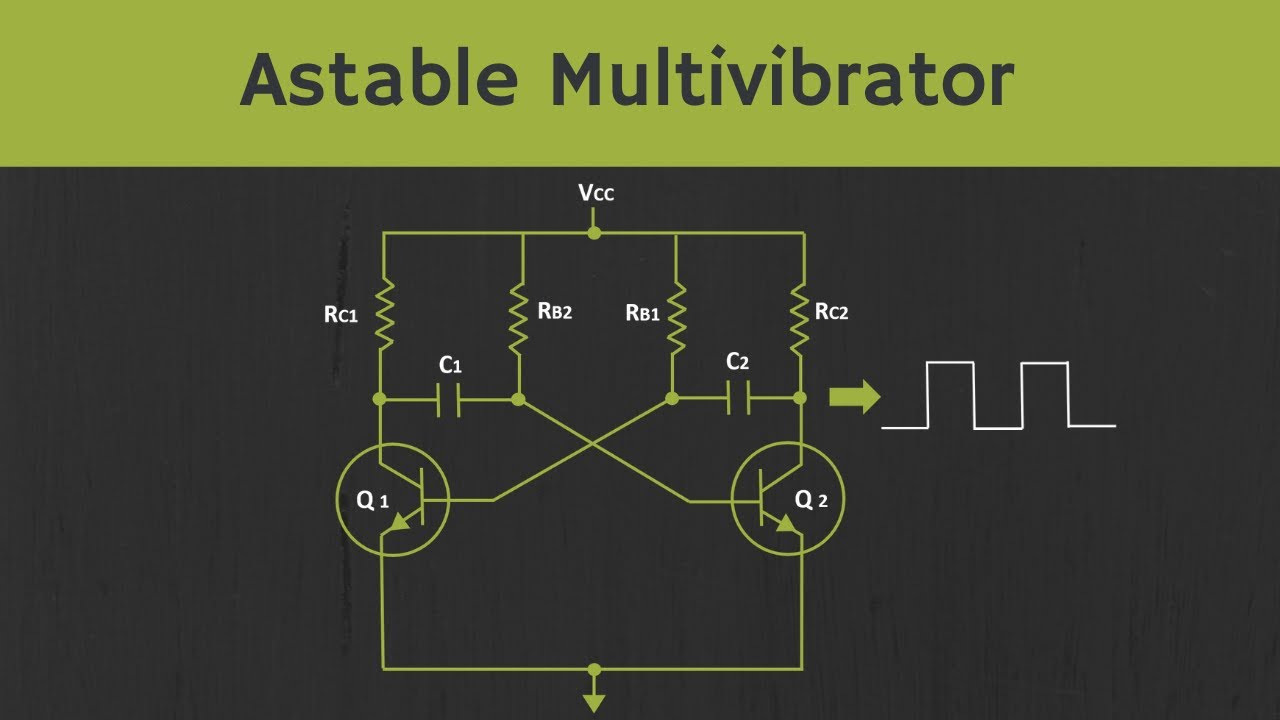 Astable Multivibrator
VCC
RC1
RB2
RB1
RC2
C1
C2
Q 1
Q 2